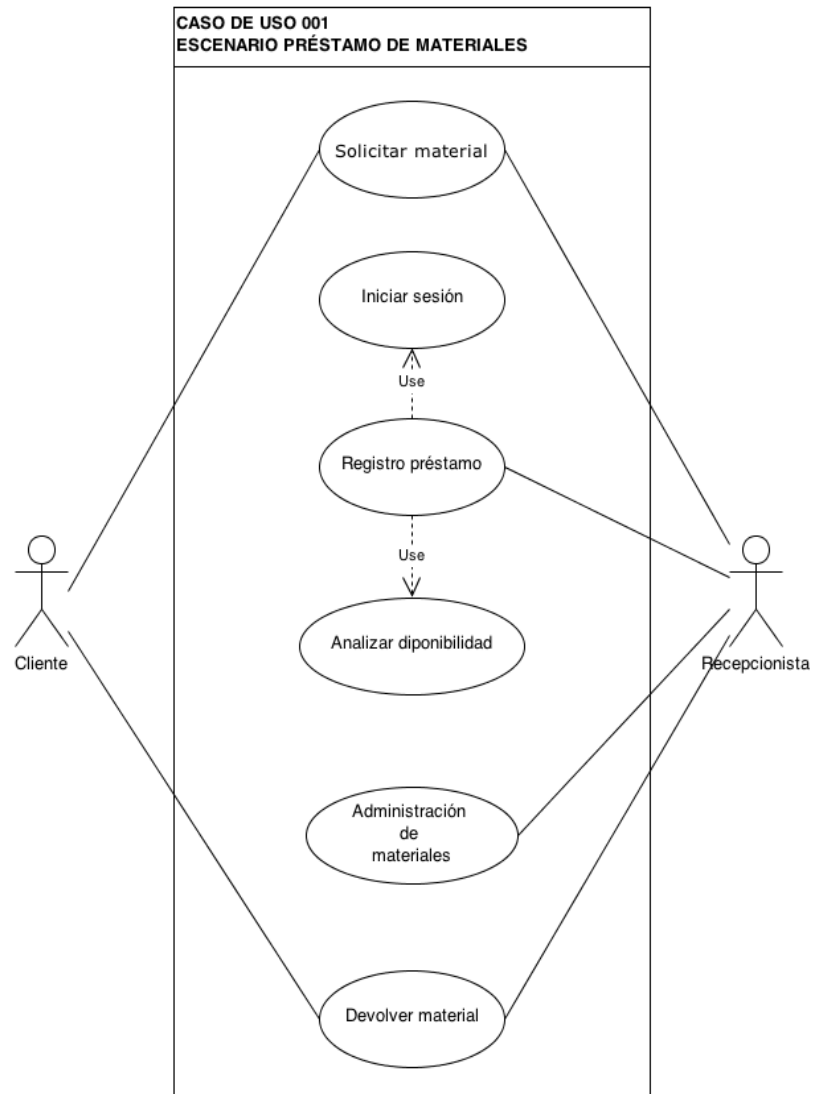 CASO DE USO 001
ESCENARIO PRÉSTAMO DE MATERIALES
Solicitar material
Iniciar sesión
Use
Registro préstamo
Use
Analizar diponibilidad
Cliente
Recepcionista
Administración
de
materiales
Devolver material